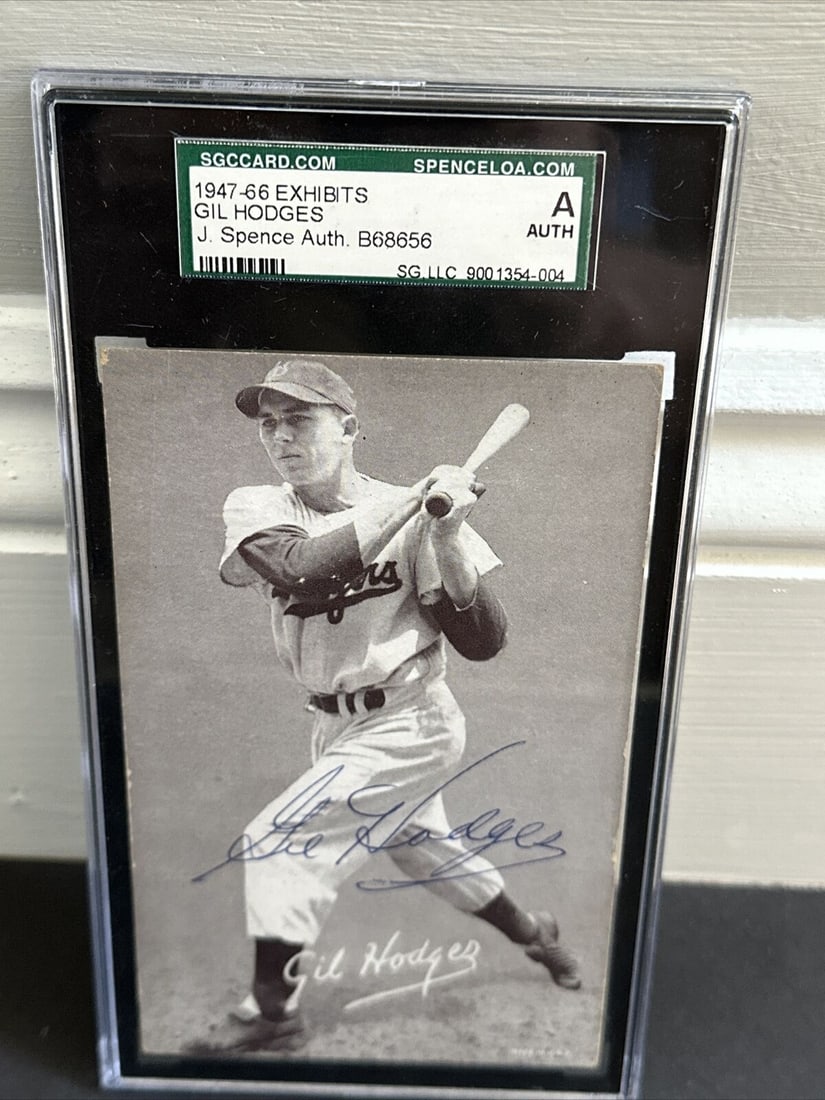 SGCCARD.COM SPENCELOA.COM
1947-66 EXHIBITS
GIL HODGES
J. Spence Auth. B68656
A
AUTH
SG, LLC 9001354-004
Gil Hodges
Gil Hodges